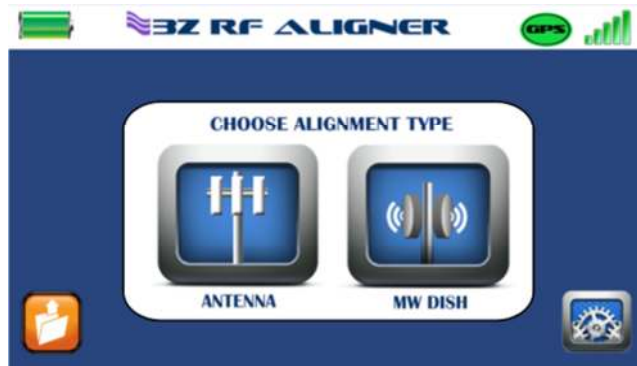 3Z RF ALIGNER
GPS
CHOOSE ALIGNMENT TYPE
ANTENNA
MW DISH